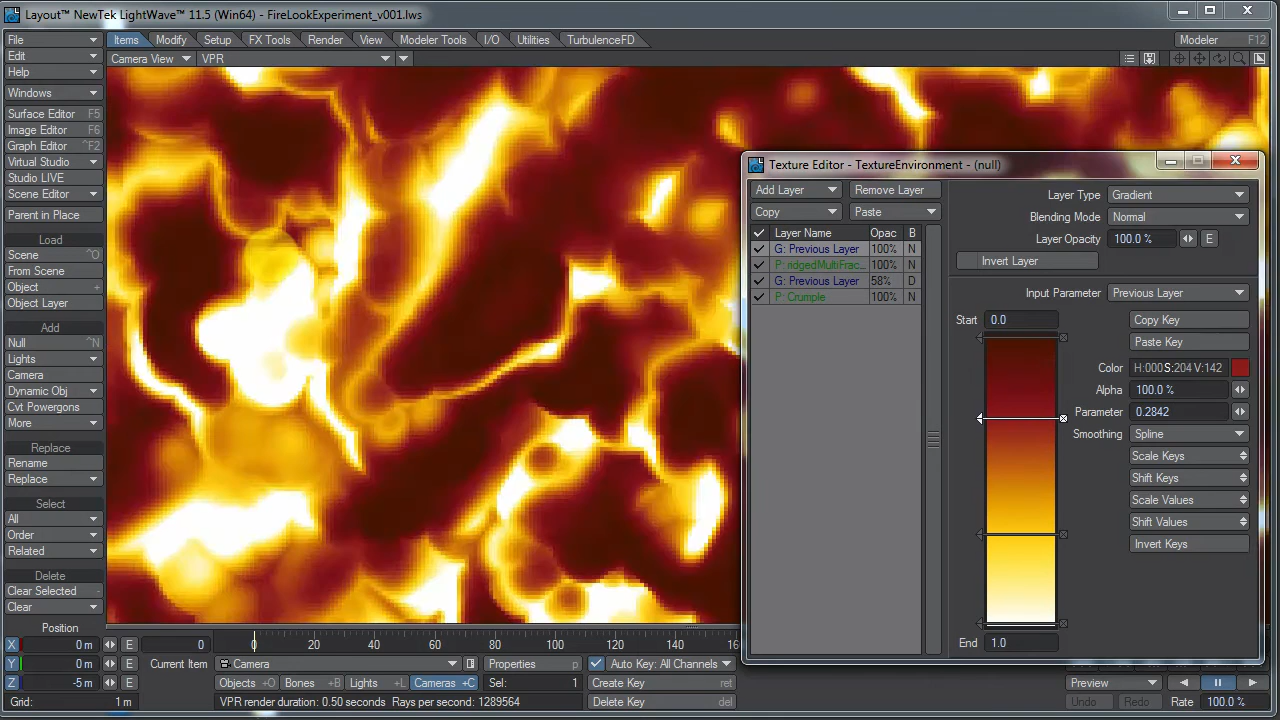 Layout™ NewTek LightWave™ 11.5 (Win64) - FireLookExperiment_v001.lws
File Items Modify Setup FX Tools Render View Modeler Tools I/O Utilities TurbulenceFD Modeler F12
Edit Camera View VPR
Help
Windows
Surface Editor F5
Image Editor F6
Graph Editor ^F2
Virtual Studio
Studio LIVE
Scene Editor
Parent in Place
Load
Scene ^O
From Scene
Object +
Object Layer
Add
Null ^N
Lights
Camera
Dynamic Obj
Cvt Powergons
More
Replace
Rename
Replace
Select
All
Order
Related
Delete
Clear Selected -
Clear
Texture Editor - TextureEnvironment - (null)
Add Layer Remove Layer
Copy Paste
Layer Name Opac B
G: Previous Layer 100% N
P: ridgedMultiFrac... 100% N
G: Previous Layer 58% D
P: Crumple 100% N
Layer Type Gradient
Blending Mode Normal
Layer Opacity 100.0 % E
Invert Layer
Input Parameter Previous Layer
Start 0.0 Copy Key
Paste Key
Color H:000 S:204 V:142
Alpha 100.0 %
Parameter 0.2842
Smoothing Spline
Scale Keys
Shift Keys
Scale Values
Shift Values
Invert Keys
End 1.0
Position
X 0 m E 0 0 20 40 60 80 100 120 140 16
Y 0 m E Current Item Camera Properties p Auto Key: All Channels
Z -5 m E Objects +O Bones +B Lights +L Cameras +C Sel: 1 Create Key ret Preview
Grid: 1 m VPR render duration: 0.50 seconds Rays per second: 1289564 Delete Key del Undo Redo Rate 100.0 %